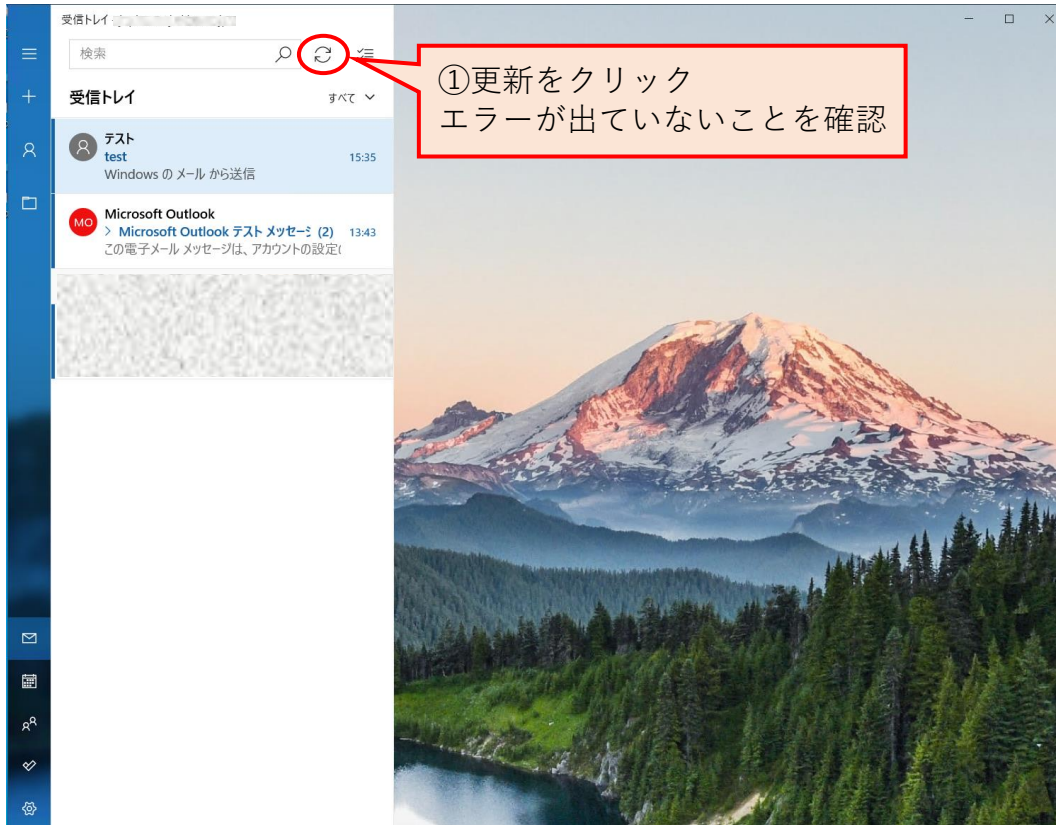 受信トレイ
検索
①更新をクリック
エラーが出ていないことを確認
受信トレイ
すべて
テスト
test
15:35
Windows の メール から送信
MO
Microsoft Outlook
> Microsoft Outlook テスト メッセー (2) 13:43
この電子メール メッセージは、アカウントの設定